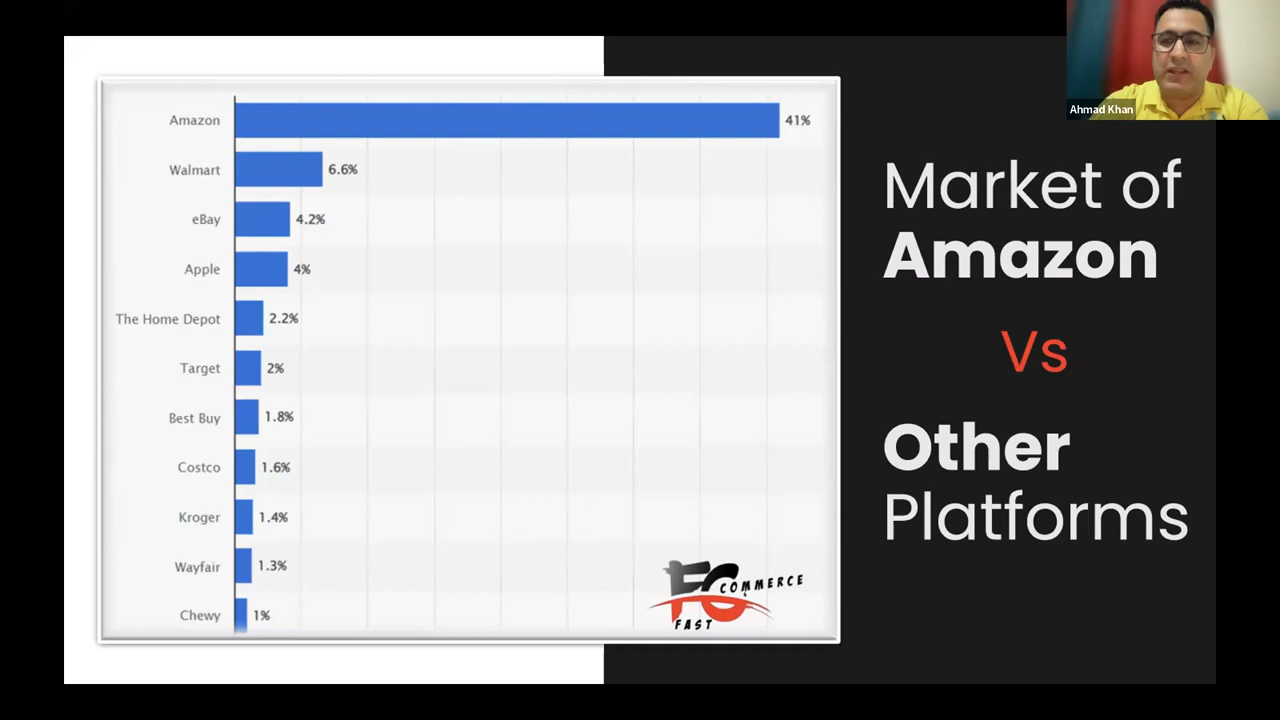 Ahmad Khan
Amazon 41%
Walmart 6.6%
eBay 4.2%
Apple 4%
The Home Depot 2.2%
Target 2%
Best Buy 1.8%
Costco 1.6%
Kroger 1.4%
Wayfair 1.3%
Chewy 1%
FC
COMMERCE
FAST
Market of
Amazon
Vs
Other
Platforms